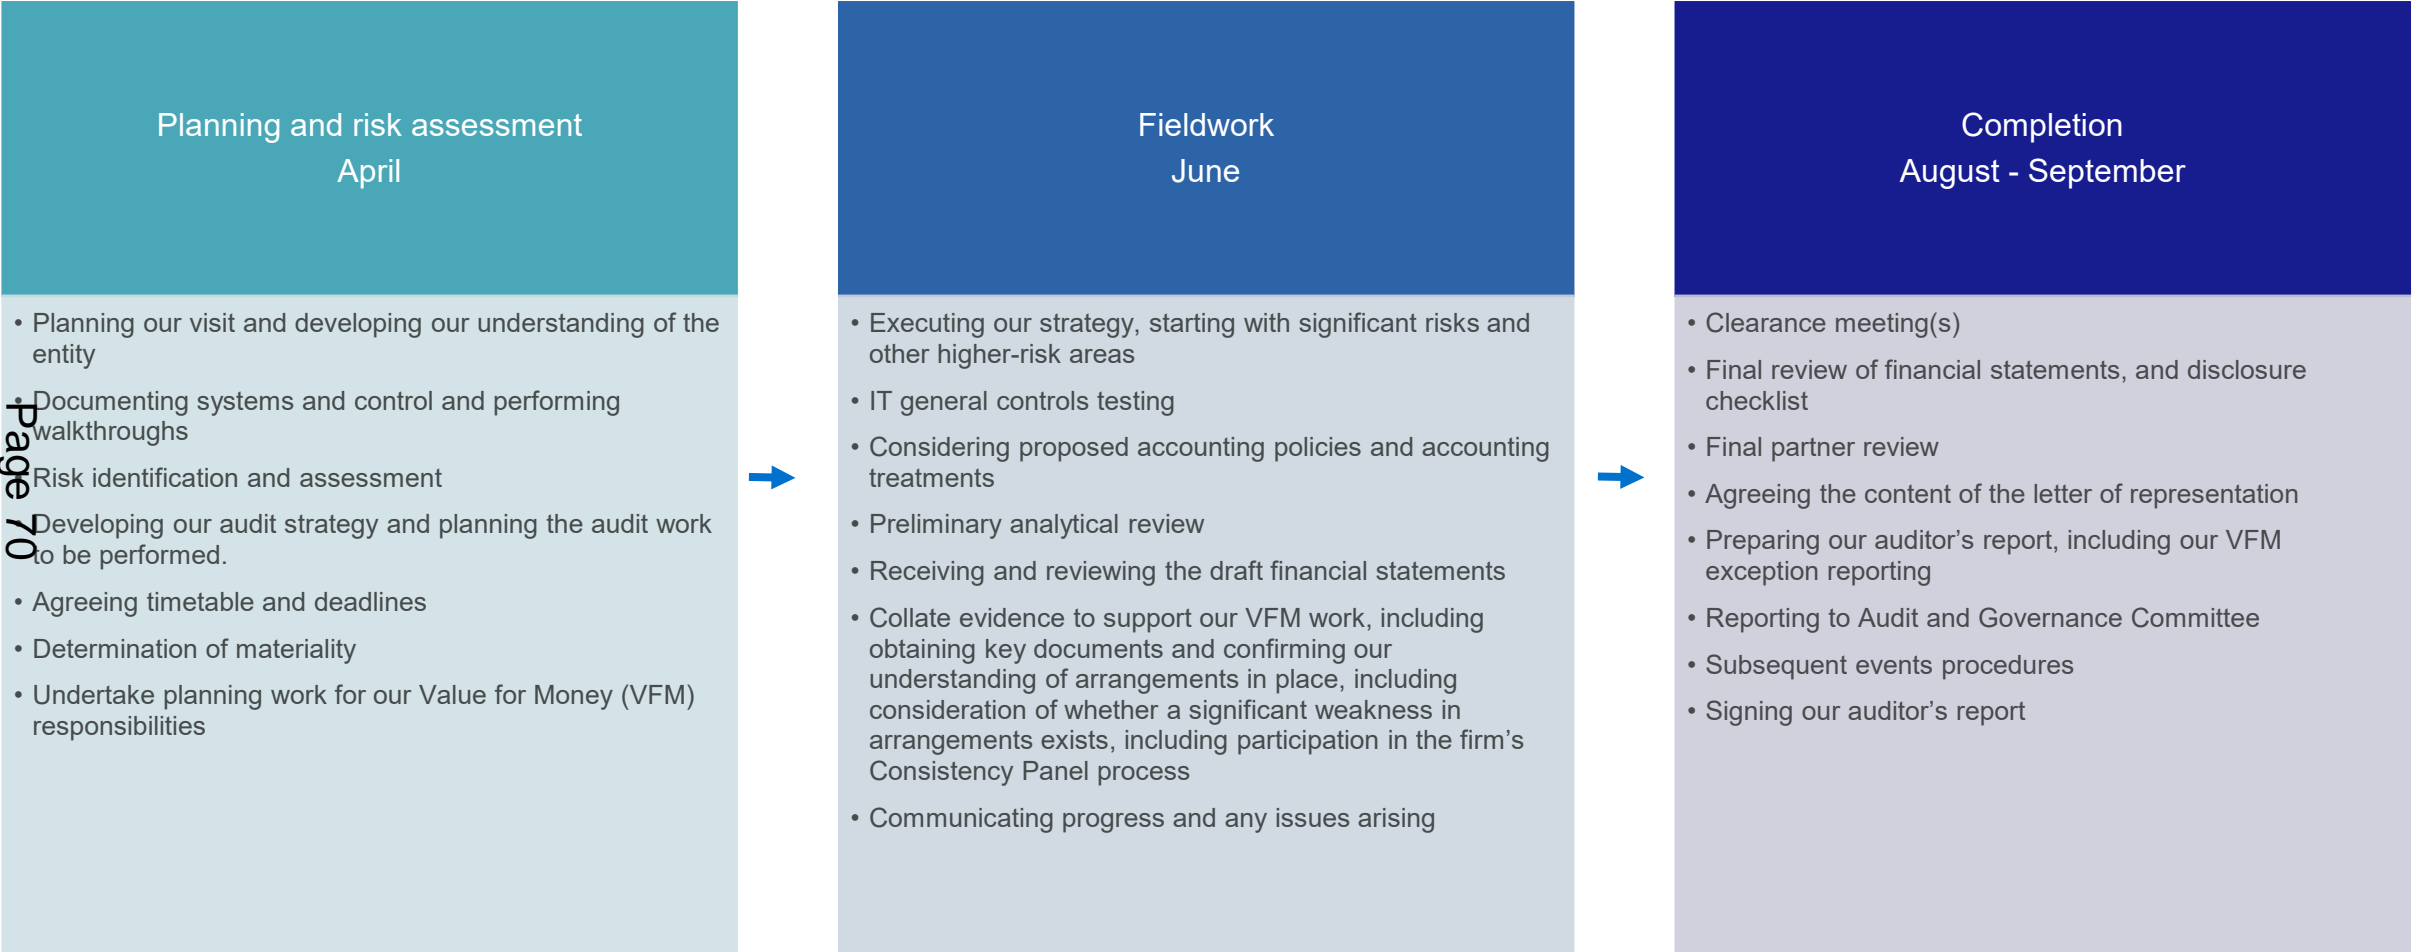 Planning and risk assessment
April
• Planning our visit and developing our understanding of the
entity
• Documenting systems and control and performing
walkthroughs
• Risk identification and assessment
• Developing our audit strategy and planning the audit work
to be performed.
• Agreeing timetable and deadlines
• Determination of materiality
• Undertake planning work for our Value for Money (VFM)
responsibilities
Page 70
Fieldwork
June
• Executing our strategy, starting with significant risks and
other higher-risk areas
• IT general controls testing
• Considering proposed accounting policies and accounting
treatments
• Preliminary analytical review
• Receiving and reviewing the draft financial statements
• Collate evidence to support our VFM work, including
obtaining key documents and confirming our
understanding of arrangements in place, including
consideration of whether a significant weakness in
arrangements exists, including participation in the firm’s
Consistency Panel process
• Communicating progress and any issues arising
Completion
August - September
• Clearance meeting(s)
• Final review of financial statements, and disclosure
checklist
• Final partner review
• Agreeing the content of the letter of representation
• Preparing our auditor’s report, including our VFM
exception reporting
• Reporting to Audit and Governance Committee
• Subsequent events procedures
• Signing our auditor’s report